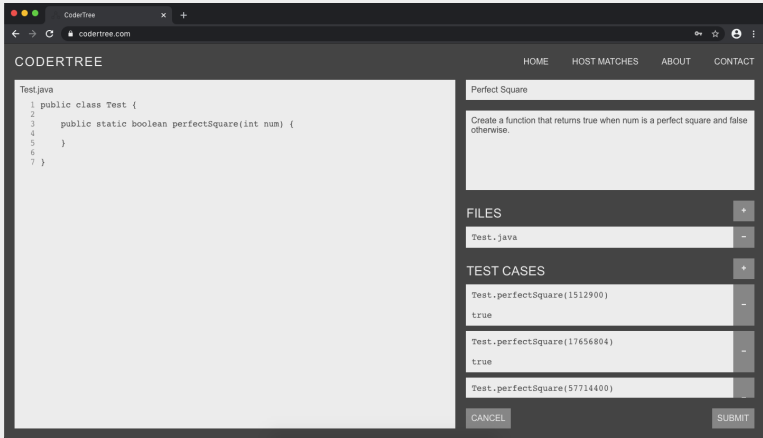 CoderTree
codertree.com
CODERTREE
HOME HOST MATCHES ABOUT CONTACT
Test.java
1 public class Test {
2
3 public static boolean perfectSquare(int num) {
4
5 }
6
7 }
Perfect Square
Create a function that returns true when num is a perfect square and false
otherwise.
FILES +
Test.java -
TEST CASES +
Test.perfectSquare(1512900)
true
-
Test.perfectSquare(17656804)
true
-
Test.perfectSquare(57714400)
CANCEL SUBMIT